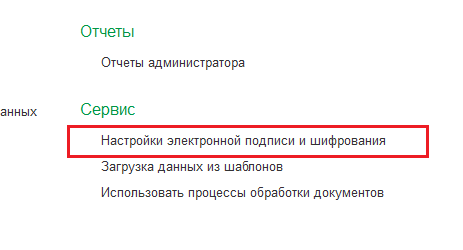 Отчеты
Отчеты администратора
анных
Сервис
Настройки электронной подписи и шифрования
Загрузка данных из шаблонов
Использовать процессы обработки документов